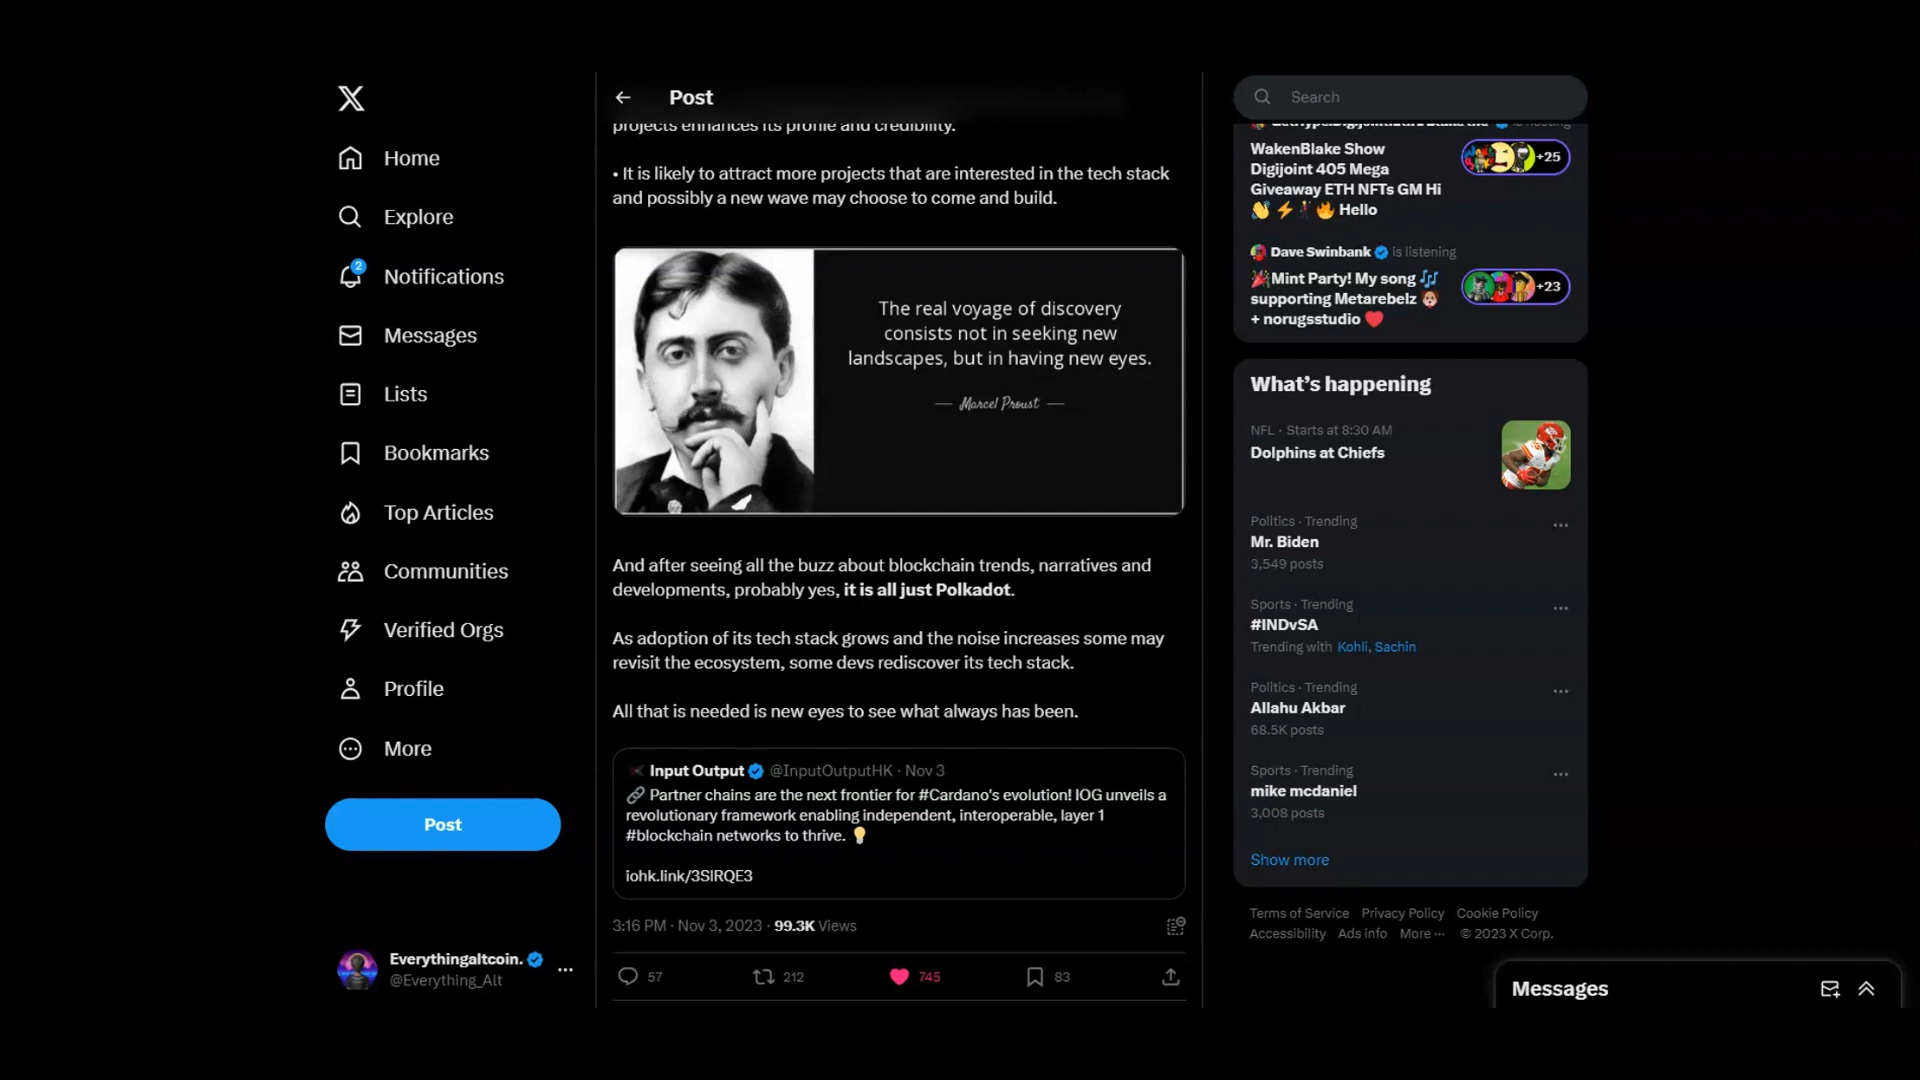 Home
Explore
2
Notifications
Messages
Lists
Bookmarks
Top Articles
Communities
Verified Orgs
Profile
More
Post
Everythingaltcoin.
@Everything_Alt
Post
projects enhances its profile and credibility.
• It is likely to attract more projects that are interested in the tech stack
and possibly a new wave may choose to come and build.
The real voyage of discovery
consists not in seeking new
landscapes, but in having new eyes.
— Marcel Proust —
And after seeing all the buzz about blockchain trends, narratives and
developments, probably yes, it is all just Polkadot.
As adoption of its tech stack grows and the noise increases some may
revisit the ecosystem, some devs rediscover its tech stack.
All that is needed is new eyes to see what always has been.
Input Output @InputOutputHK · Nov 3
🔗 Partner chains are the next frontier for #Cardano's evolution! IOG unveils a
revolutionary framework enabling independent, interoperable, layer 1
#blockchain networks to thrive. 💡
iohk.link/3SlRQE3
3:16 PM · Nov 3, 2023 · 99.3K Views
57 212 745 83
Search
WakenBlake Show
Digijoint 405 Mega
Giveaway ETH NFTs GM Hi
👋 ⚡ 🕴 🔥 Hello
+25
Dave Swinbank is listening
🎉Mint Party! My song 🎶
supporting Metarebelz 🐶
+ norugsstudio ❤️
+23
What's happening
NFL · Starts at 8:30 AM
Dolphins at Chiefs
Politics · Trending
Mr. Biden
3,549 posts
Sports · Trending
#INDvSA
Trending with Kohli, Sachin
Politics · Trending
Allahu Akbar
68.5K posts
Sports · Trending
mike mcdaniel
3,008 posts
Show more
Terms of Service Privacy Policy Cookie Policy
Accessibility Ads info More ··· © 2023 X Corp.
Messages